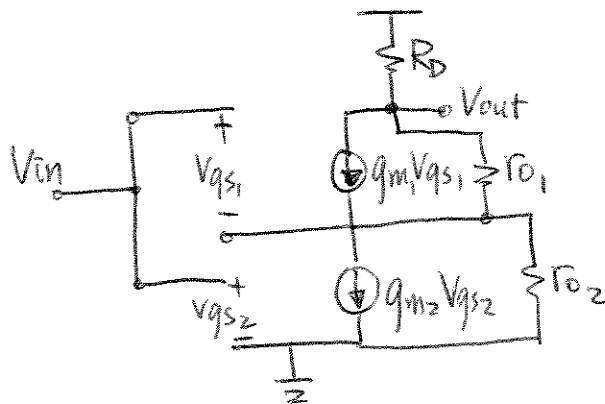 RD
Vout
+
Vin
Vgs1
gm1Vgs1
ro1
-
+
Vgs2
gm2Vgs2
ro2
=